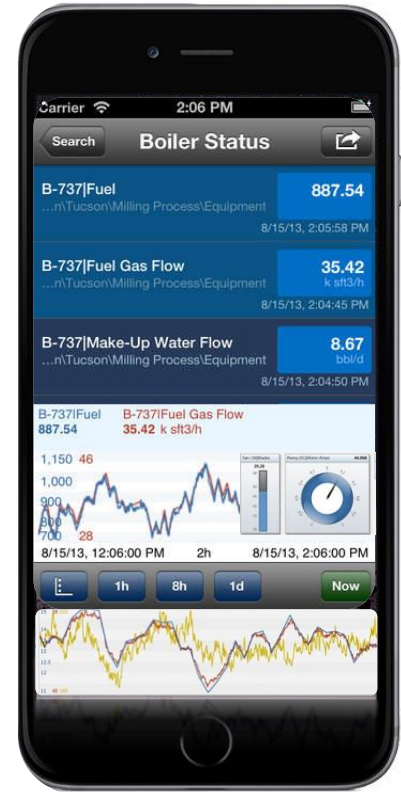 Carrier 2:06 PM
Search Boiler Status
B-737|Fuel 887.54
...n\Tucson\Milling Process\Equipment
8/15/13, 2:05:58 PM
B-737|Fuel Gas Flow 35.42
...n\Tucson\Milling Process\Equipment k sft3/h
8/15/13, 2:04:45 PM
B-737|Make-Up Water Flow 8.67
...n\Tucson\Milling Process\Equipment bbl/d
8/15/13, 2:04:50 PM
B-737|Fuel B-737|Fuel Gas Flow
887.54 35.42 k sft3/h
1,150 46
1,000
900
800
700 28
8/15/13, 12:06:00 PM 2h 8/15/13, 2:06:00 PM
1h 8h 1d Now